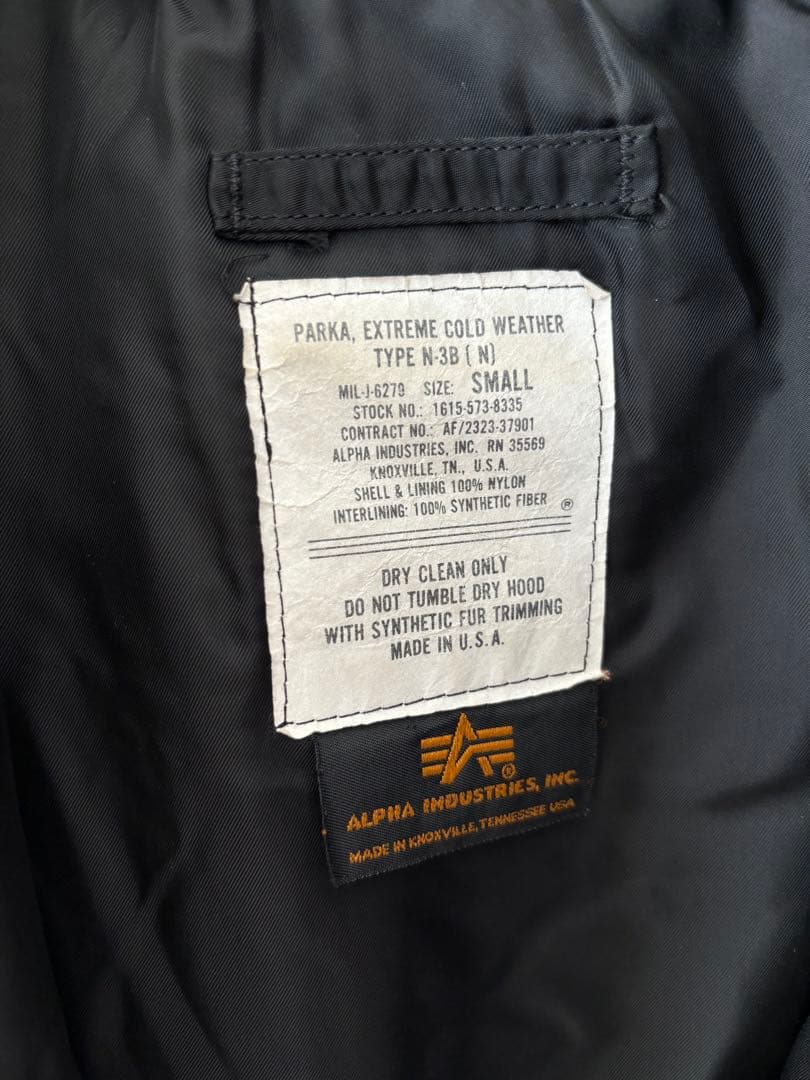 PARKA, EXTREME COLD WEATHER
TYPE N-3B ( N)
MIL-J-6279 SIZE: SMALL
STOCK NO.: 1615-573-8335
CONTRACT NO.: AF/2323-37901
ALPHA INDUSTRIES, INC. RN 35569
KNOXVILLE, TN., U.S.A.
SHELL & LINING 100% NYLON
INTERLINING: 100% SYNTHETIC FIBER ®
DRY CLEAN ONLY
DO NOT TUMBLE DRY HOOD
WITH SYNTHETIC FUR TRIMMING
MADE IN U.S.A.
®
ALPHA INDUSTRIES, INC.
MADE IN KNOXVILLE, TENNESSEE USA